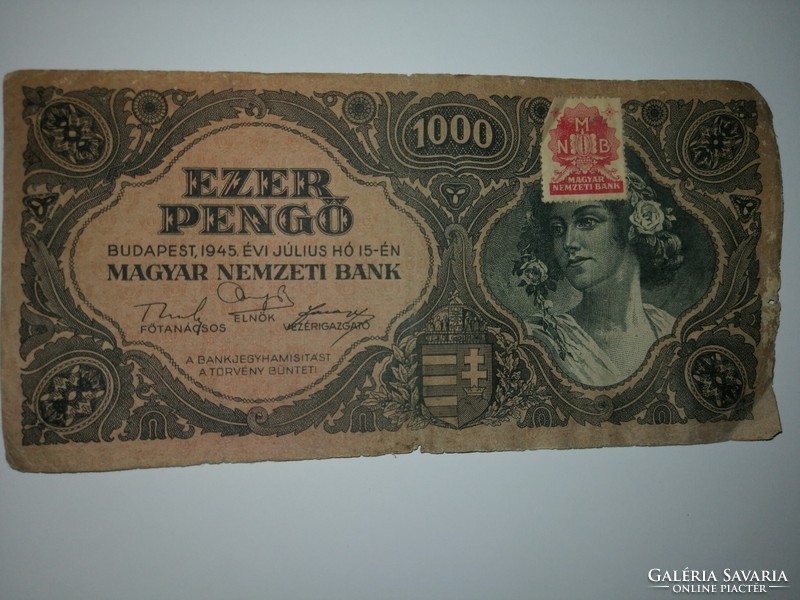 1000
M
N B
MAGYAR
NEMZETI BANK
EZER
PENGŐ
BUDAPEST, 1945. ÉVI JÚLIUS HÓ 15-ÉN
MAGYAR NEMZETI BANK
FŐTANÁCSOS
ELNÖK
VEZÉRIGAZGATÓ
A BANKJEGYHAMISITÁST
A TÖRVÉNY BÜNTETI
GALÉRIA SAVARIA
ONLINE PIACTÉR